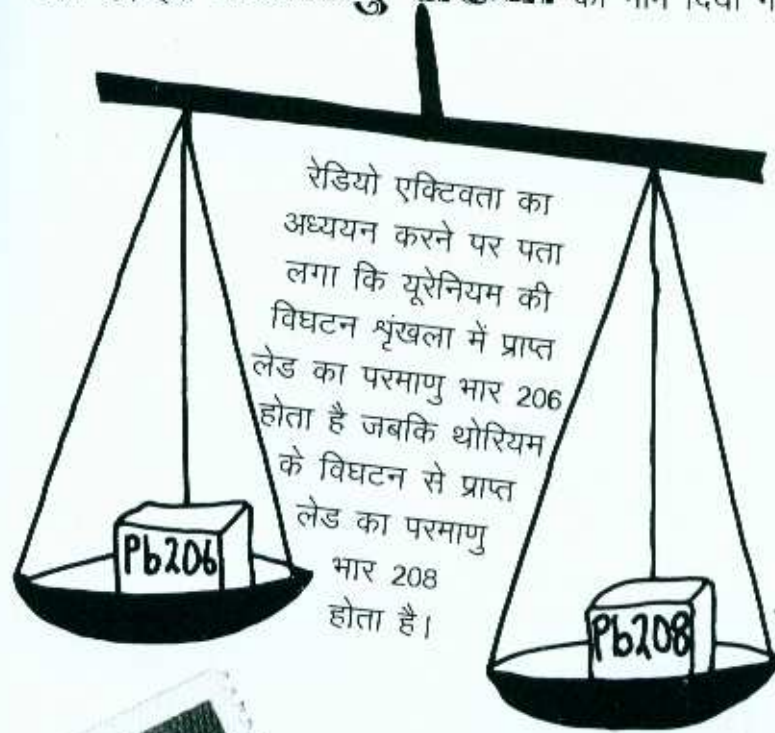 का नाम दिया
रेडियो एक्टिवता का
अध्ययन करने पर पता
लगा कि यूरेनियम की
विघटन शृंखला में प्राप्त
लेड का परमाणु भार 206
होता है जबकि थोरियम
के विघटन से प्राप्त
लेड का परमाणु
भार 208
होता है।
Pb206
Pb208